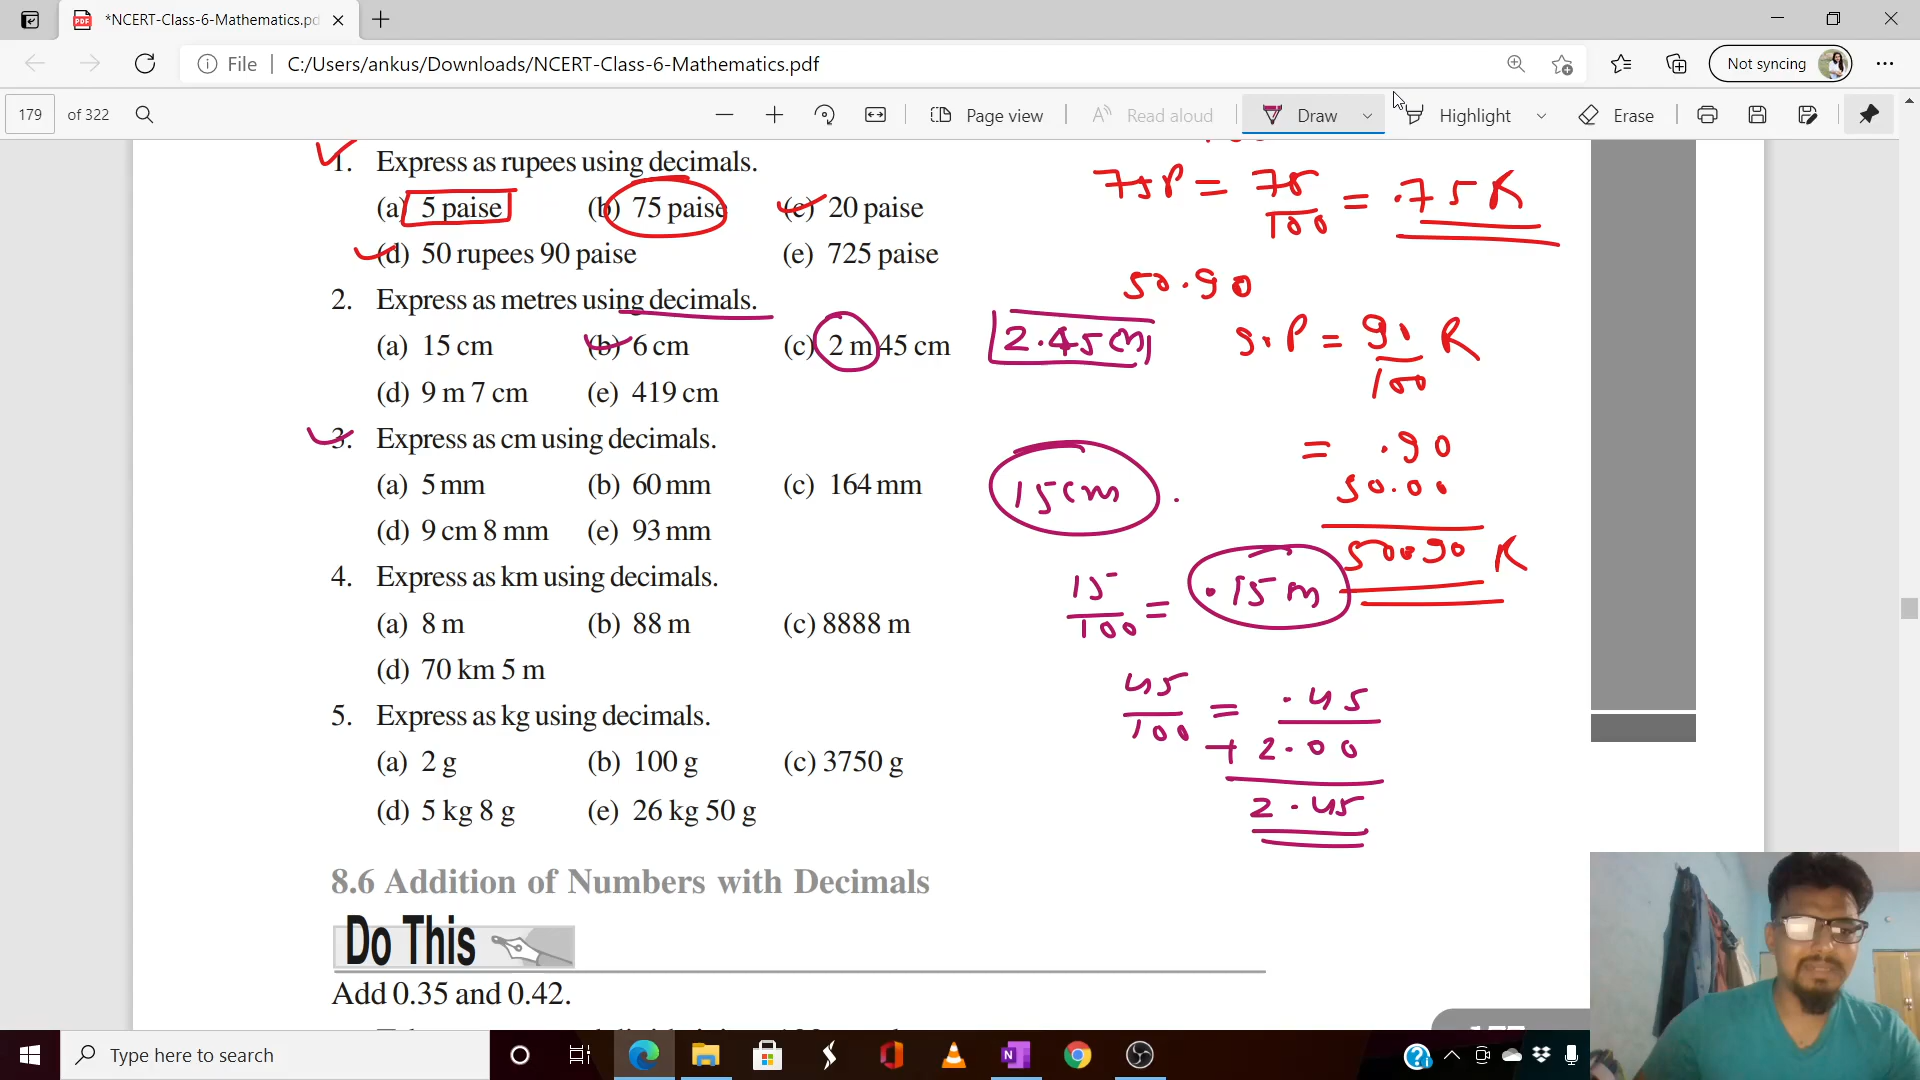 *NCERT-Class-6-Mathematics.pd
File | C:/Users/ankus/Downloads/NCERT-Class-6-Mathematics.pdf
Not syncing
179 of 322
Page view
Read aloud
Draw
Highlight
Erase
1. Express as rupees using decimals.
(a) 5 paise (b) 75 paise (c) 20 paise
(d) 50 rupees 90 paise (e) 725 paise
2. Express as metres using decimals.
(a) 15 cm (b) 6 cm (c) 2 m 45 cm
(d) 9 m 7 cm (e) 419 cm
3. Express as cm using decimals.
(a) 5 mm (b) 60 mm (c) 164 mm
(d) 9 cm 8 mm (e) 93 mm
4. Express as km using decimals.
(a) 8 m (b) 88 m (c) 8888 m
(d) 70 km 5 m
5. Express as kg using decimals.
(a) 2 g (b) 100 g (c) 3750 g
(d) 5 kg 8 g (e) 26 kg 50 g
75P = 75/100 = .75 R
50.90
2.45 m
90 P = 90/100 R
= .90
50.00
50.90 R
15cm
15/100 = .15 m
45/100 = .45
+ 2.00
2.45
8.6 Addition of Numbers with Decimals
Do This
Add 0.35 and 0.42.
Type here to search